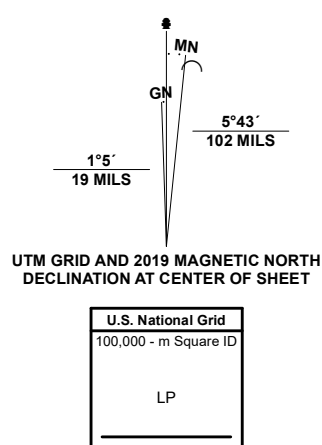 MN
GN
5°43´
102 MILS
1°5´
19 MILS
UTM GRID AND 2019 MAGNETIC NORTH
DECLINATION AT CENTER OF SHEET
U.S. National Grid
100,000 - m Square ID
LP